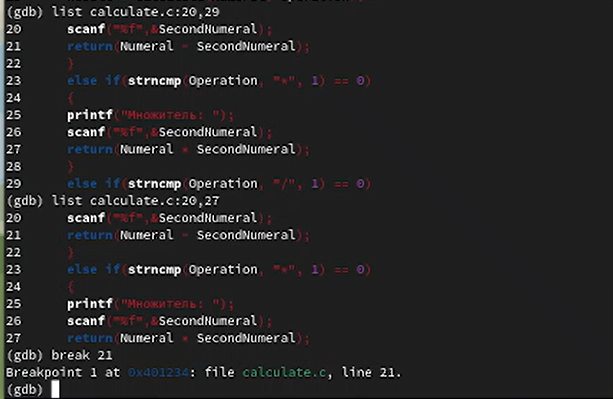 (gdb) list calculate.c:20,29
20 scanf("%f",&SecondNumeral);
21 return(Numeral - SecondNumeral);
22 }
23 else if(strncmp(Operation, "*", 1) == 0)
24 {
25 printf("Множитель: ");
26 scanf("%f",&SecondNumeral);
27 return(Numeral * SecondNumeral);
28 }
29 else if(strncmp(Operation, "/", 1) == 0)
(gdb) list calculate.c:20,27
20 scanf("%f",&SecondNumeral);
21 return(Numeral - SecondNumeral);
22 }
23 else if(strncmp(Operation, "*", 1) == 0)
24 {
25 printf("Множитель: ");
26 scanf("%f",&SecondNumeral);
27 return(Numeral * SecondNumeral);
(gdb) break 21
Breakpoint 1 at 0x401234: file calculate.c, line 21.
(gdb)